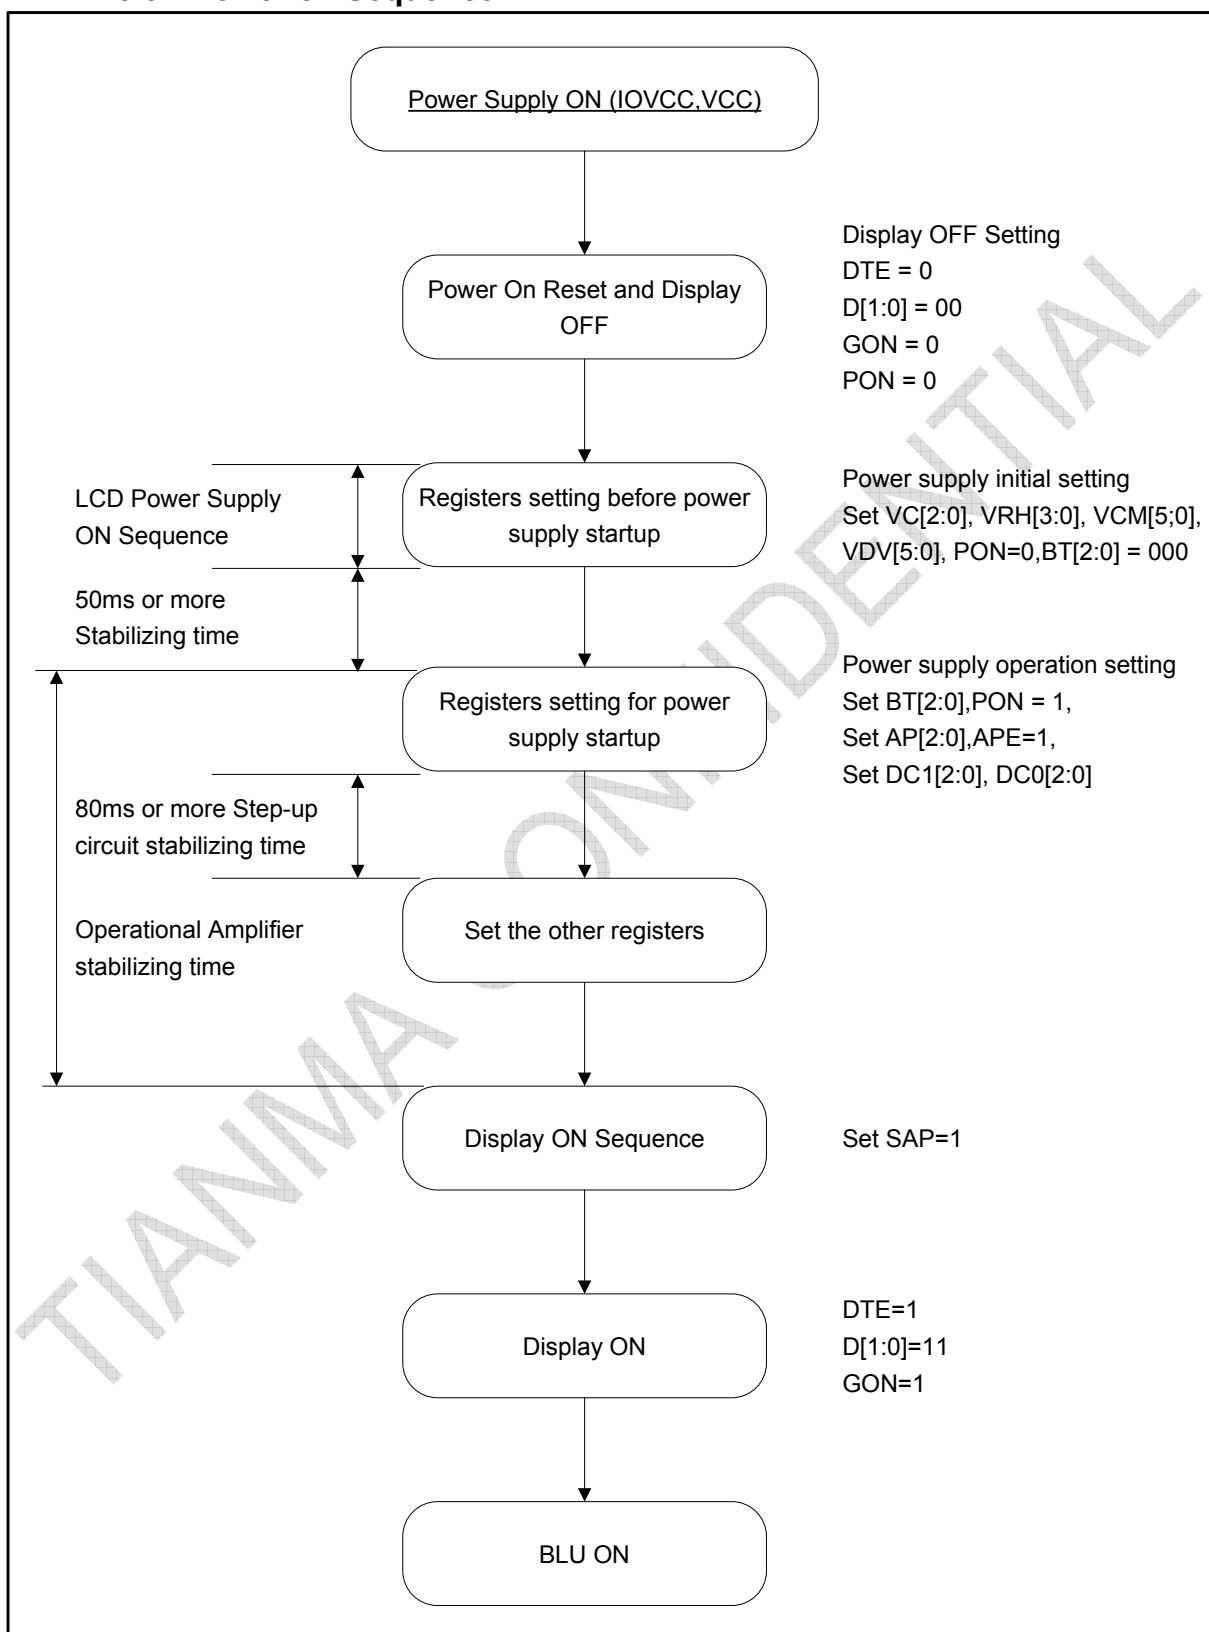 Power Supply ON (IOVCC,VCC)
Display OFF Setting
DTE = 0
D[1:0] = 00
GON = 0
PON = 0
Power On Reset and Display
OFF
LCD Power Supply
ON Sequence
Registers setting before power
supply startup
Power supply initial setting
Set VC[2:0], VRH[3:0], VCM[5;0],
VDV[5:0], PON=0,BT[2:0] = 000
50ms or more
Stabilizing time
Registers setting for power
supply startup
Power supply operation setting
Set BT[2:0],PON = 1,
Set AP[2:0],APE=1,
Set DC1[2:0], DC0[2:0]
80ms or more Step-up
circuit stabilizing time
Operational Amplifier
stabilizing time
Set the other registers
Display ON Sequence
Set SAP=1
Display ON
DTE=1
D[1:0]=11
GON=1
BLU ON
TIANMA CONFIDENTIAL